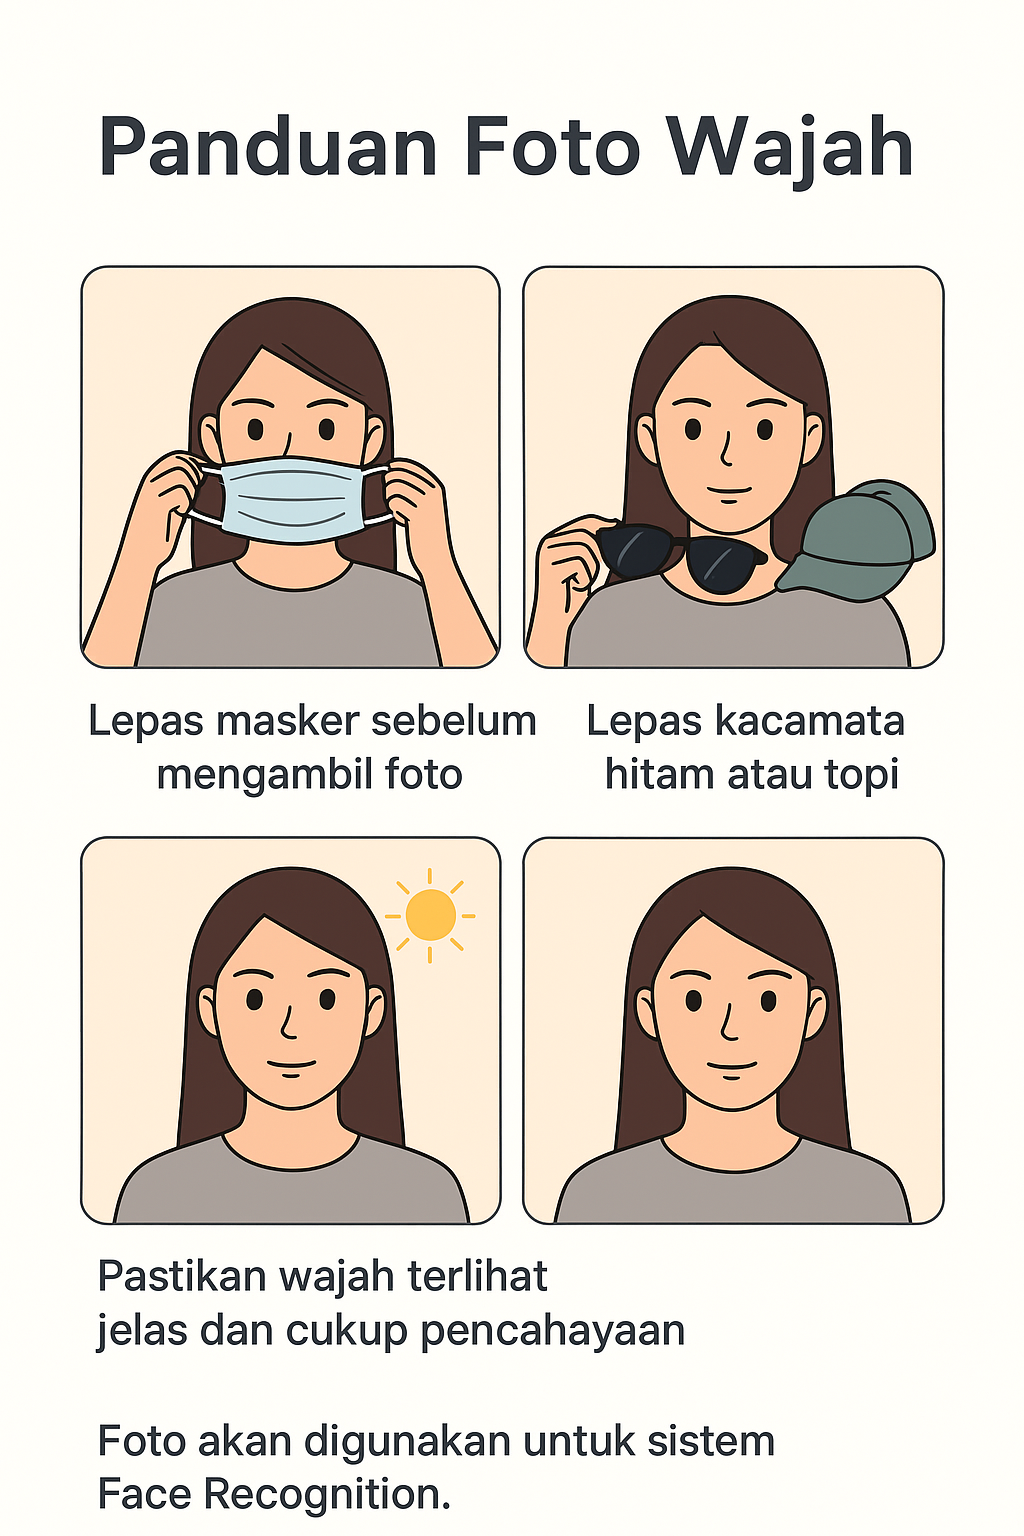 Panduan Foto Wajah
Lepas masker sebelum
mengambil foto
Lepas kacamata
hitam atau topi
Pastikan wajah terlihat
jelas dan cukup pencahayaan
Foto akan digunakan untuk sistem
Face Recognition.